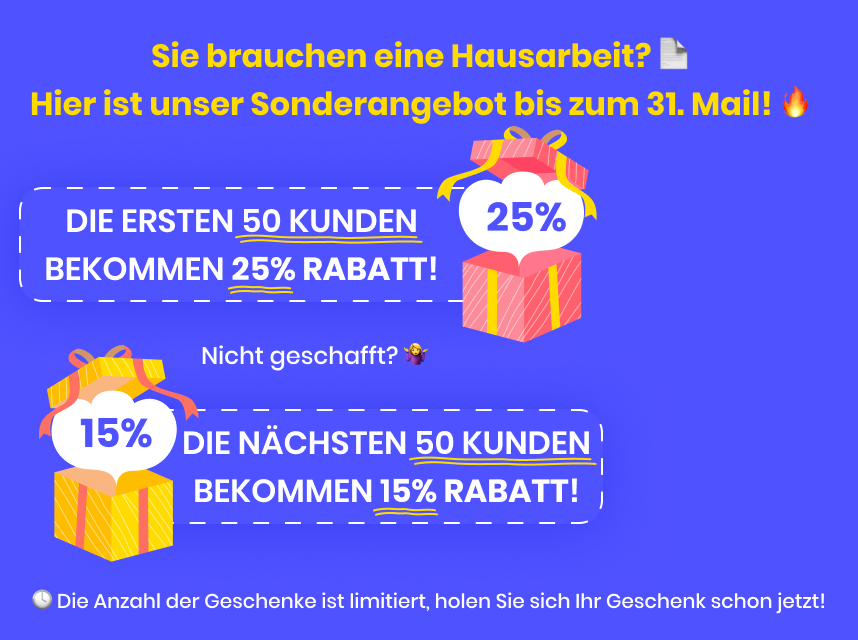 Sie brauchen eine Hausarbeit? 📄
Hier ist unser Sonderangebot bis zum 31. Mail! 🔥
DIE ERSTEN 50 KUNDEN
BEKOMMEN 25% RABATT!
25%
Nicht geschafft? 🤷‍♀️
15%
DIE NÄCHSTEN 50 KUNDEN
BEKOMMEN 15% RABATT!
🕓 Die Anzahl der Geschenke ist limitiert, holen Sie sich Ihr Geschenk schon jetzt!